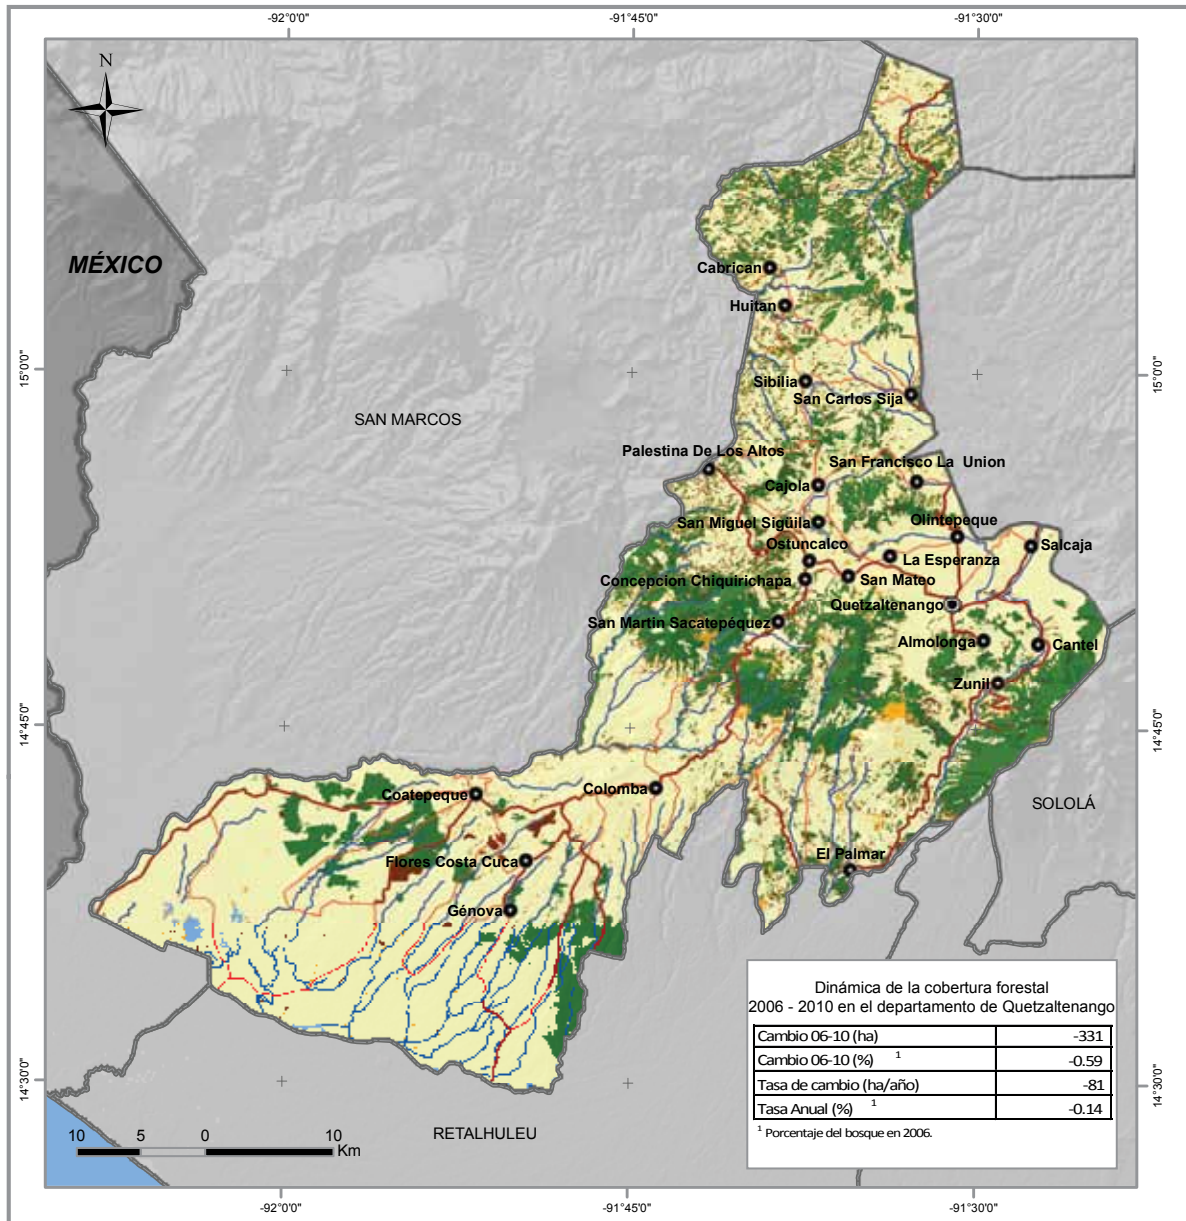 -92°0'0"
-91°45'0"
-91°30'0"
N
MÉXICO
Cabrican
Huitan
15°0'0"
15°0'0"
Sibilia
San Carlos Sija
SAN MARCOS
Palestina De Los Altos
San Francisco La Union
Cajola
San Miguel Sigüila
Olintepeque
Ostuncalco
Salcaja
La Esperanza
Concepcion Chiquirichapa
San Mateo
Quetzaltenango
San Martin Sacatepéquez
Almolonga
Cantel
Zunil
14°45'0"
14°45'0"
Colomba
Coatepeque
SOLOLÁ
El Palmar
Flores Costa Cuca
Génova
Dinámica de la cobertura forestal
2006 - 2010 en el departamento de Quetzaltenango
Cambio 06-10 (ha) -331
Cambio 06-10 (%) 1 -0.59
Tasa de cambio (ha/año) -81
Tasa Anual (%) 1 -0.14
1 Porcentaje del bosque en 2006.
14°30'0"
14°30'0"
RETALHULEU
10 5 0 10
Km
-92°0'0"
-91°45'0"
-91°30'0"